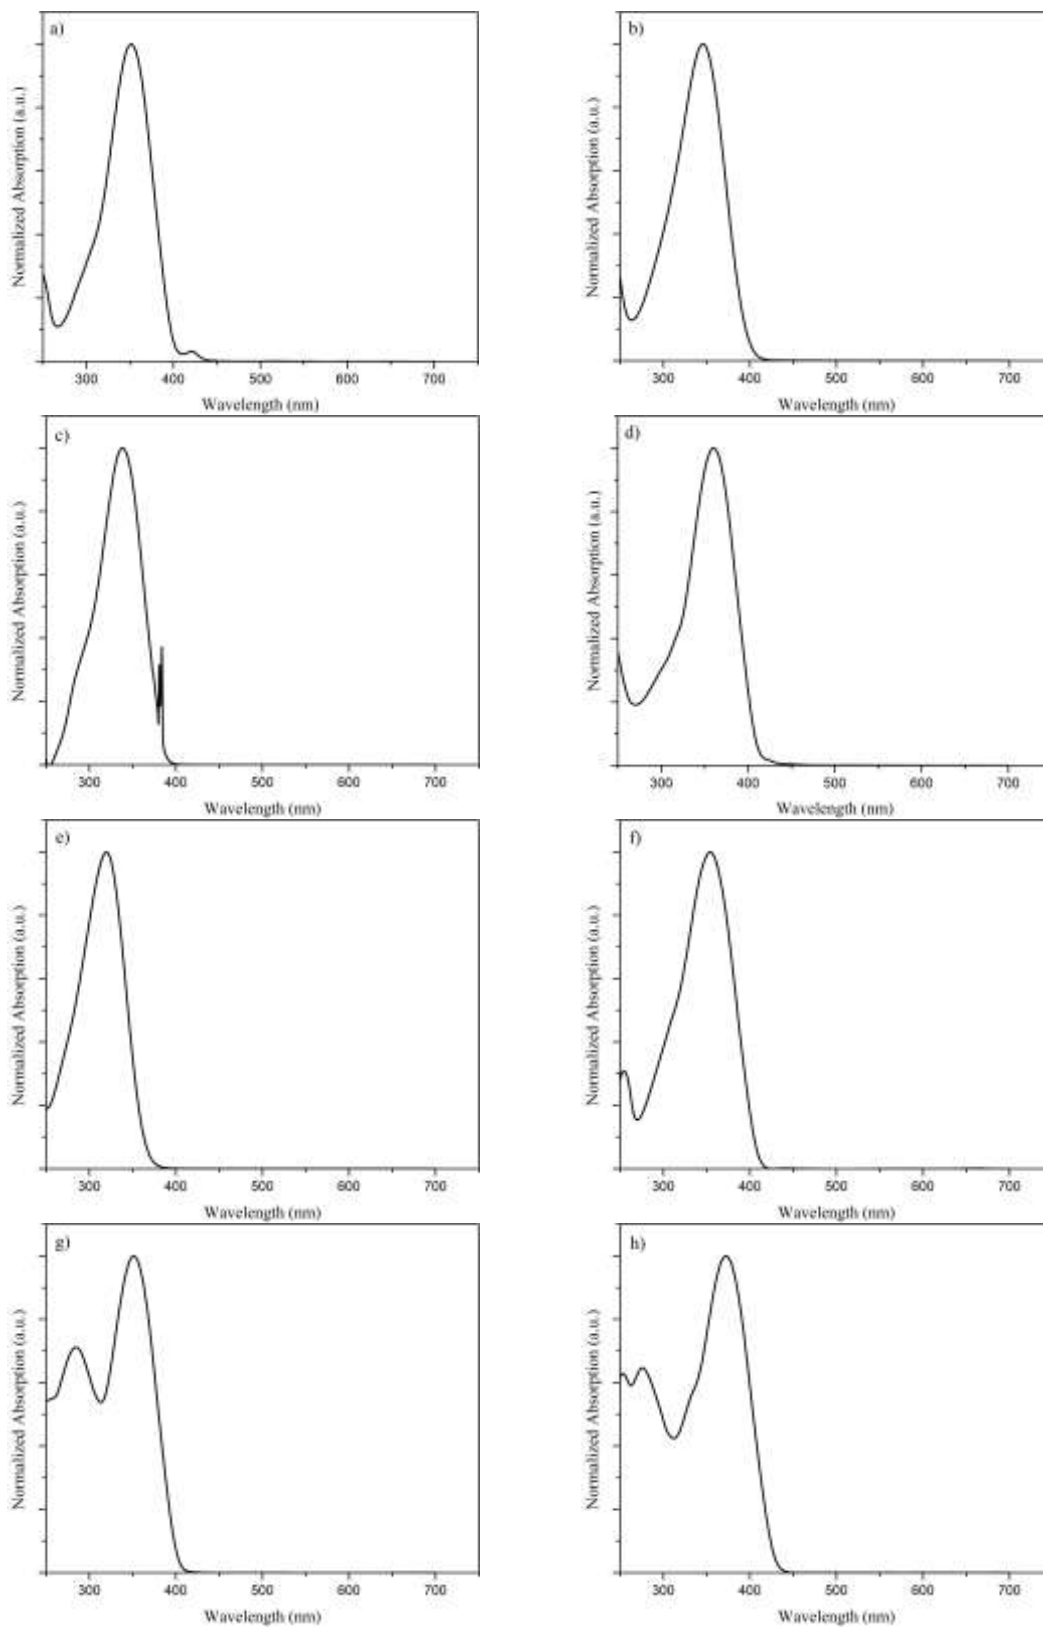 a)
Normalized Absorption (a.u.)
300 400 500 600 700
Wavelength (nm)
b)
Normalized Absorption (a.u.)
300 400 500 600 700
Wavelength (nm)
c)
Normalized Absorption (a.u.)
300 400 500 600 700
Wavelength (nm)
d)
Normalized Absorption (a.u.)
300 400 500 600 700
Wavelength (nm)
e)
Normalized Absorption (a.u.)
300 400 500 600 700
Wavelength (nm)
f)
Normalized Absorption (a.u.)
300 400 500 600 700
Wavelength (nm)
g)
Normalized Absorption (a.u.)
300 400 500 600 700
Wavelength (nm)
h)
Normalized Absorption (a.u.)
300 400 500 600 700
Wavelength (nm)